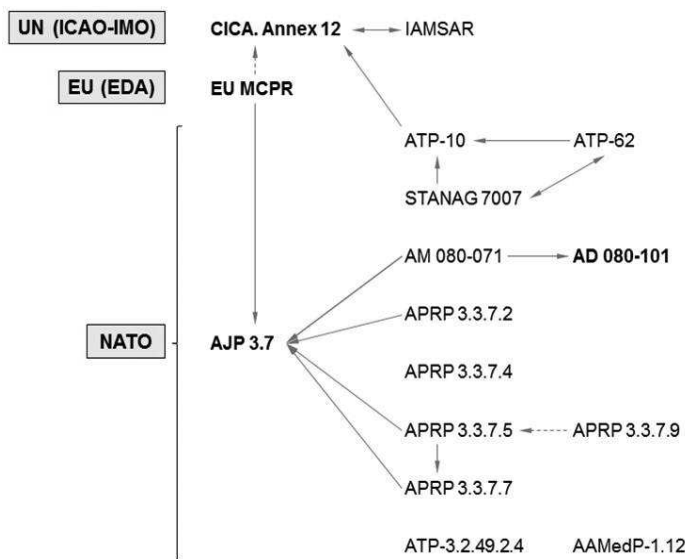 UN (ICAO-IMO) CICA. Annex 12 IAMSAR
EU (EDA) EU MCPR
ATP-10 ATP-62
STANAG 7007
AM 080-071 AD 080-101
APRP 3.3.7.2
NATO AJP 3.7
APRP 3.3.7.4
APRP 3.3.7.5 APRP 3.3.7.9
APRP 3.3.7.7
ATP-3.2.49.2.4 AAMedP-1.12